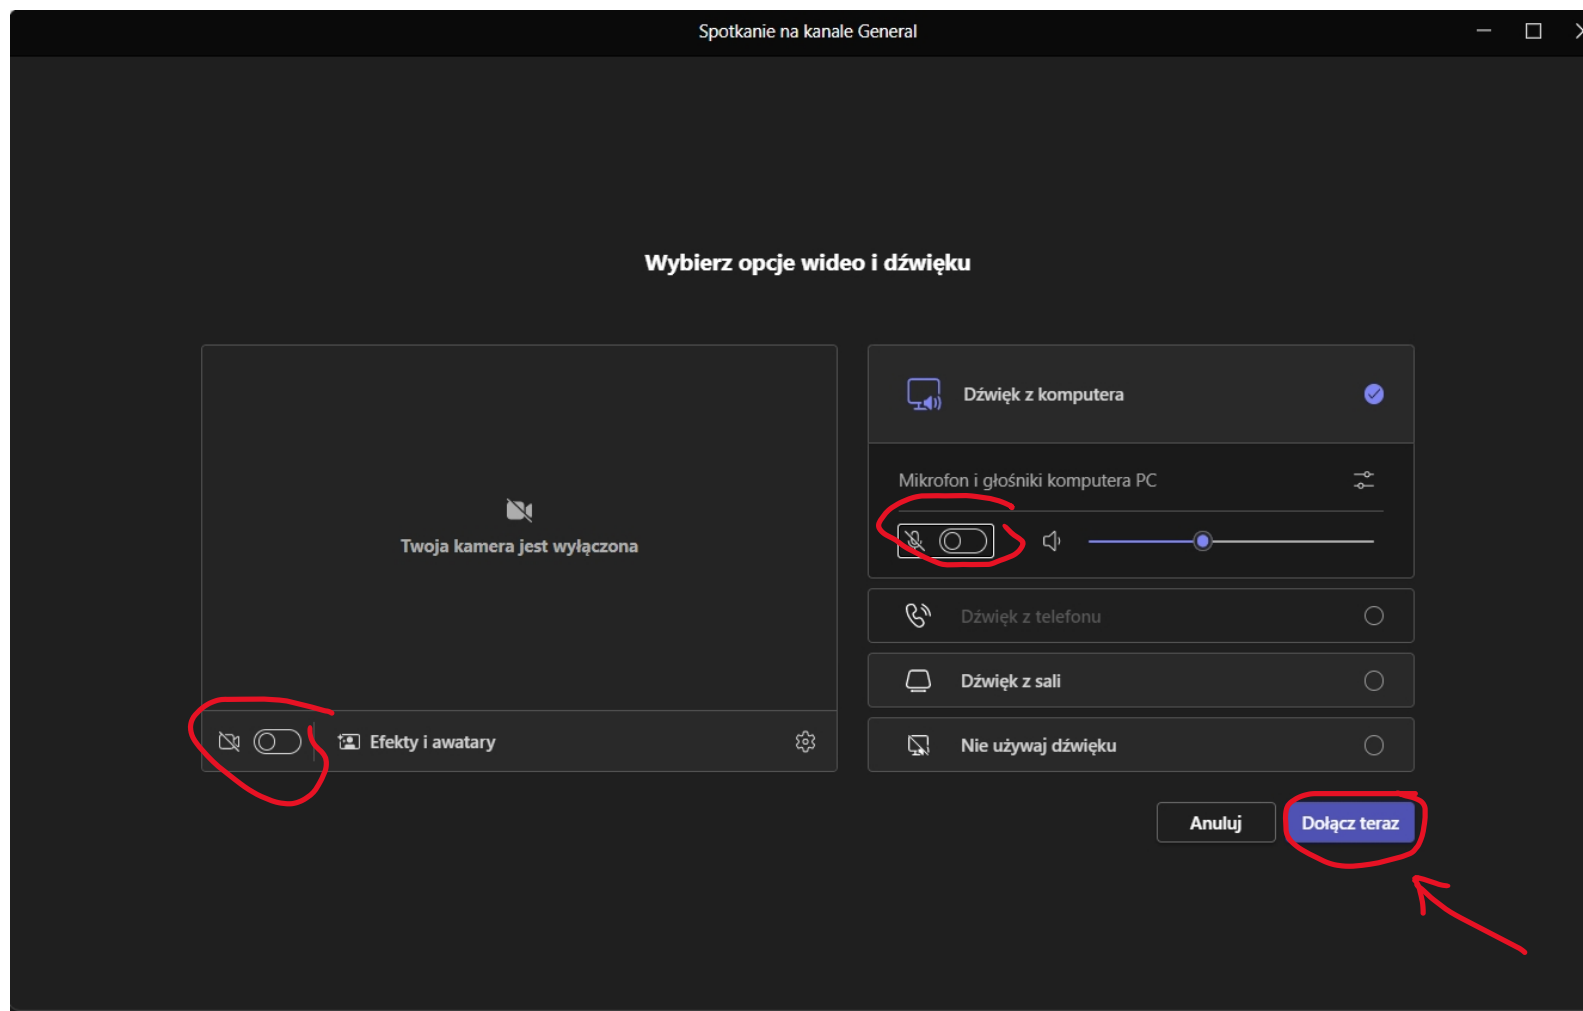 Spotkanie na kanale General
Wybierz opcje wideo i dźwięku
Twoja kamera jest wyłączona
Efekty i awatary
Dźwięk z komputera
Mikrofon i głośniki komputera PC
Dźwięk z telefonu
Dźwięk z sali
Nie używaj dźwięku
Anuluj
Dołącz teraz